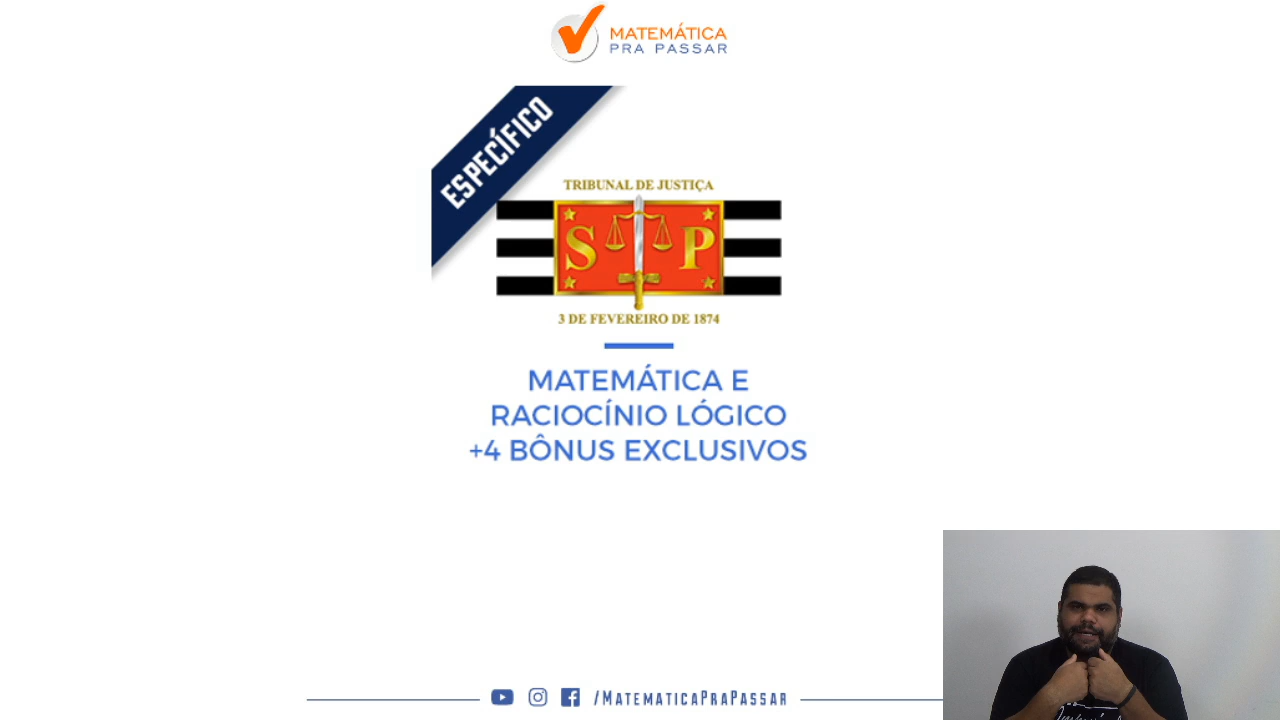 MATEMÁTICA
PRA PASSAR
ESPECÍFICO
TRIBUNAL DE JUSTIÇA
S P
3 DE FEVEREIRO DE 1874
MATEMÁTICA E
RACIOCÍNIO LÓGICO
+4 BÔNUS EXCLUSIVOS
/MATEMATICAPRAPASSAR